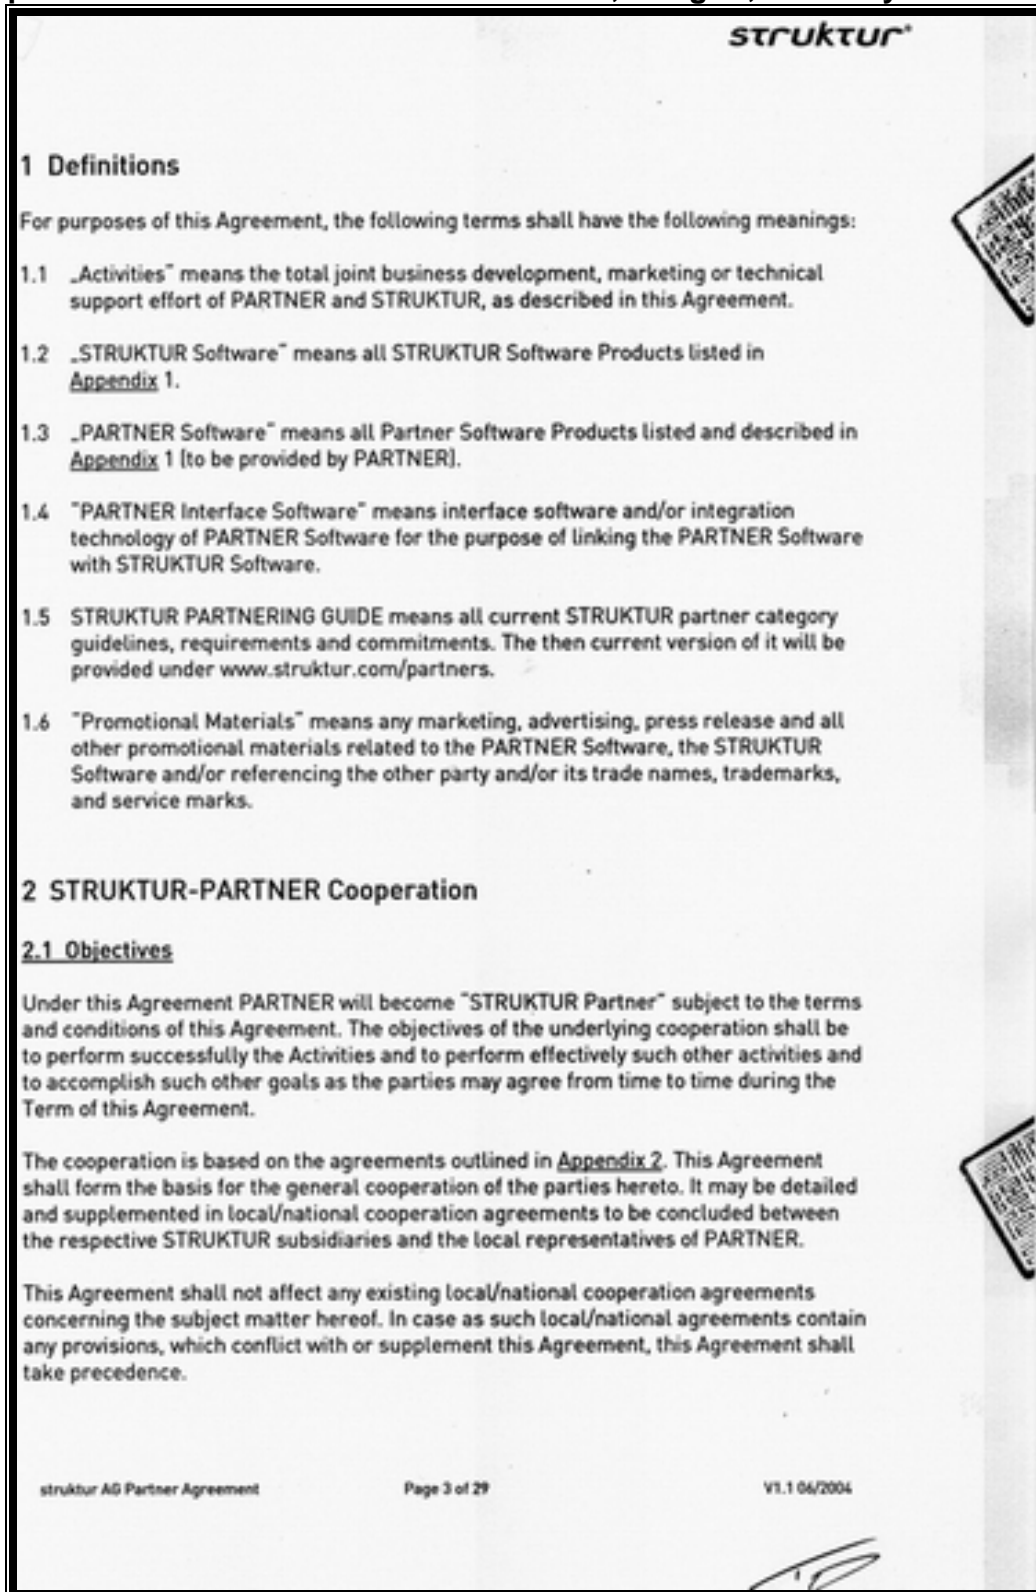 struktur
1 Definitions
For purposes of this Agreement, the following terms shall have the following meanings:
1.1 „Activities" means the total joint business development, marketing or technical
support effort of PARTNER and STRUKTUR, as described in this Agreement.
1.2 „STRUKTUR Software" means all STRUKTUR Software Products listed in
Appendix 1.
1.3 „PARTNER Software" means all Partner Software Products listed and described in
Appendix 1 (to be provided by PARTNER).
1.4 "PARTNER Interface Software" means interface software and/or integration
technology of PARTNER Software for the purpose of linking the PARTNER Software
with STRUKTUR Software.
1.5 STRUKTUR PARTNERING GUIDE means all current STRUKTUR partner category
guidelines, requirements and commitments. The then current version of it will be
provided under www.struktur.com/partners.
1.6 "Promotional Materials" means any marketing, advertising, press release and all
other promotional materials related to the PARTNER Software, the STRUKTUR
Software and/or referencing the other party and/or its trade names, trademarks,
and service marks.
2 STRUKTUR-PARTNER Cooperation
2.1 Objectives
Under this Agreement PARTNER will become "STRUKTUR Partner" subject to the terms
and conditions of this Agreement. The objectives of the underlying cooperation shall be
to perform successfully the Activities and to perform effectively such other activities and
to accomplish such other goals as the parties may agree from time to time during the
Term of this Agreement.
The cooperation is based on the agreements outlined in Appendix 2. This Agreement
shall form the basis for the general cooperation of the parties hereto. It may be detailed
and supplemented in local/national cooperation agreements to be concluded between
the respective STRUKTUR subsidiaries and the local representatives of PARTNER.
This Agreement shall not affect any existing local/national cooperation agreements
concerning the subject matter hereof. In case as such local/national agreements contain
any provisions, which conflict with or supplement this Agreement, this Agreement shall
take precedence.
struktur AG Partner Agreement Page 3 of 29 V1.1 06/2004